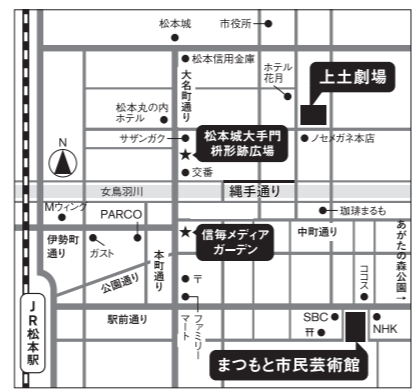 松本城
市役所
松本信用金庫
大名町通り
ホテル
花月
上土劇場
松本丸の内
ホテル
サザンガク
松本城大手門
枡形跡広場
ノセメガネ本店
N
交番
女鳥羽川
縄手通り
Mウィング
PARCO
珈琲まるも
伊勢町
通り
ガスト
本町通り
信毎メディア
ガーデン
中町通り
あがたの森公園→
公園通り
〒
ココス
JR松本駅
駅前通り
ファミリー
マート
SBC
NHK
まつもと市民芸術館